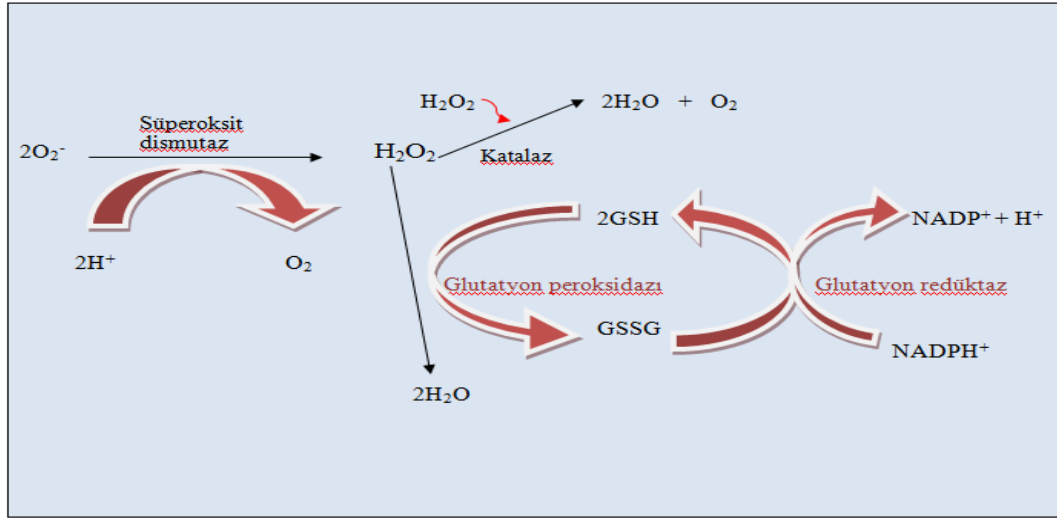 H₂O₂
2H₂O + O₂
Süperoksit
dismutaz
2O₂⁻
H₂O₂
Katalaz
2GSH
NADP⁺ + H⁺
2H⁺
O₂
Glutatyon peroksidazı
Glutatyon redüktaz
GSSG
NADPH⁺
2H₂O